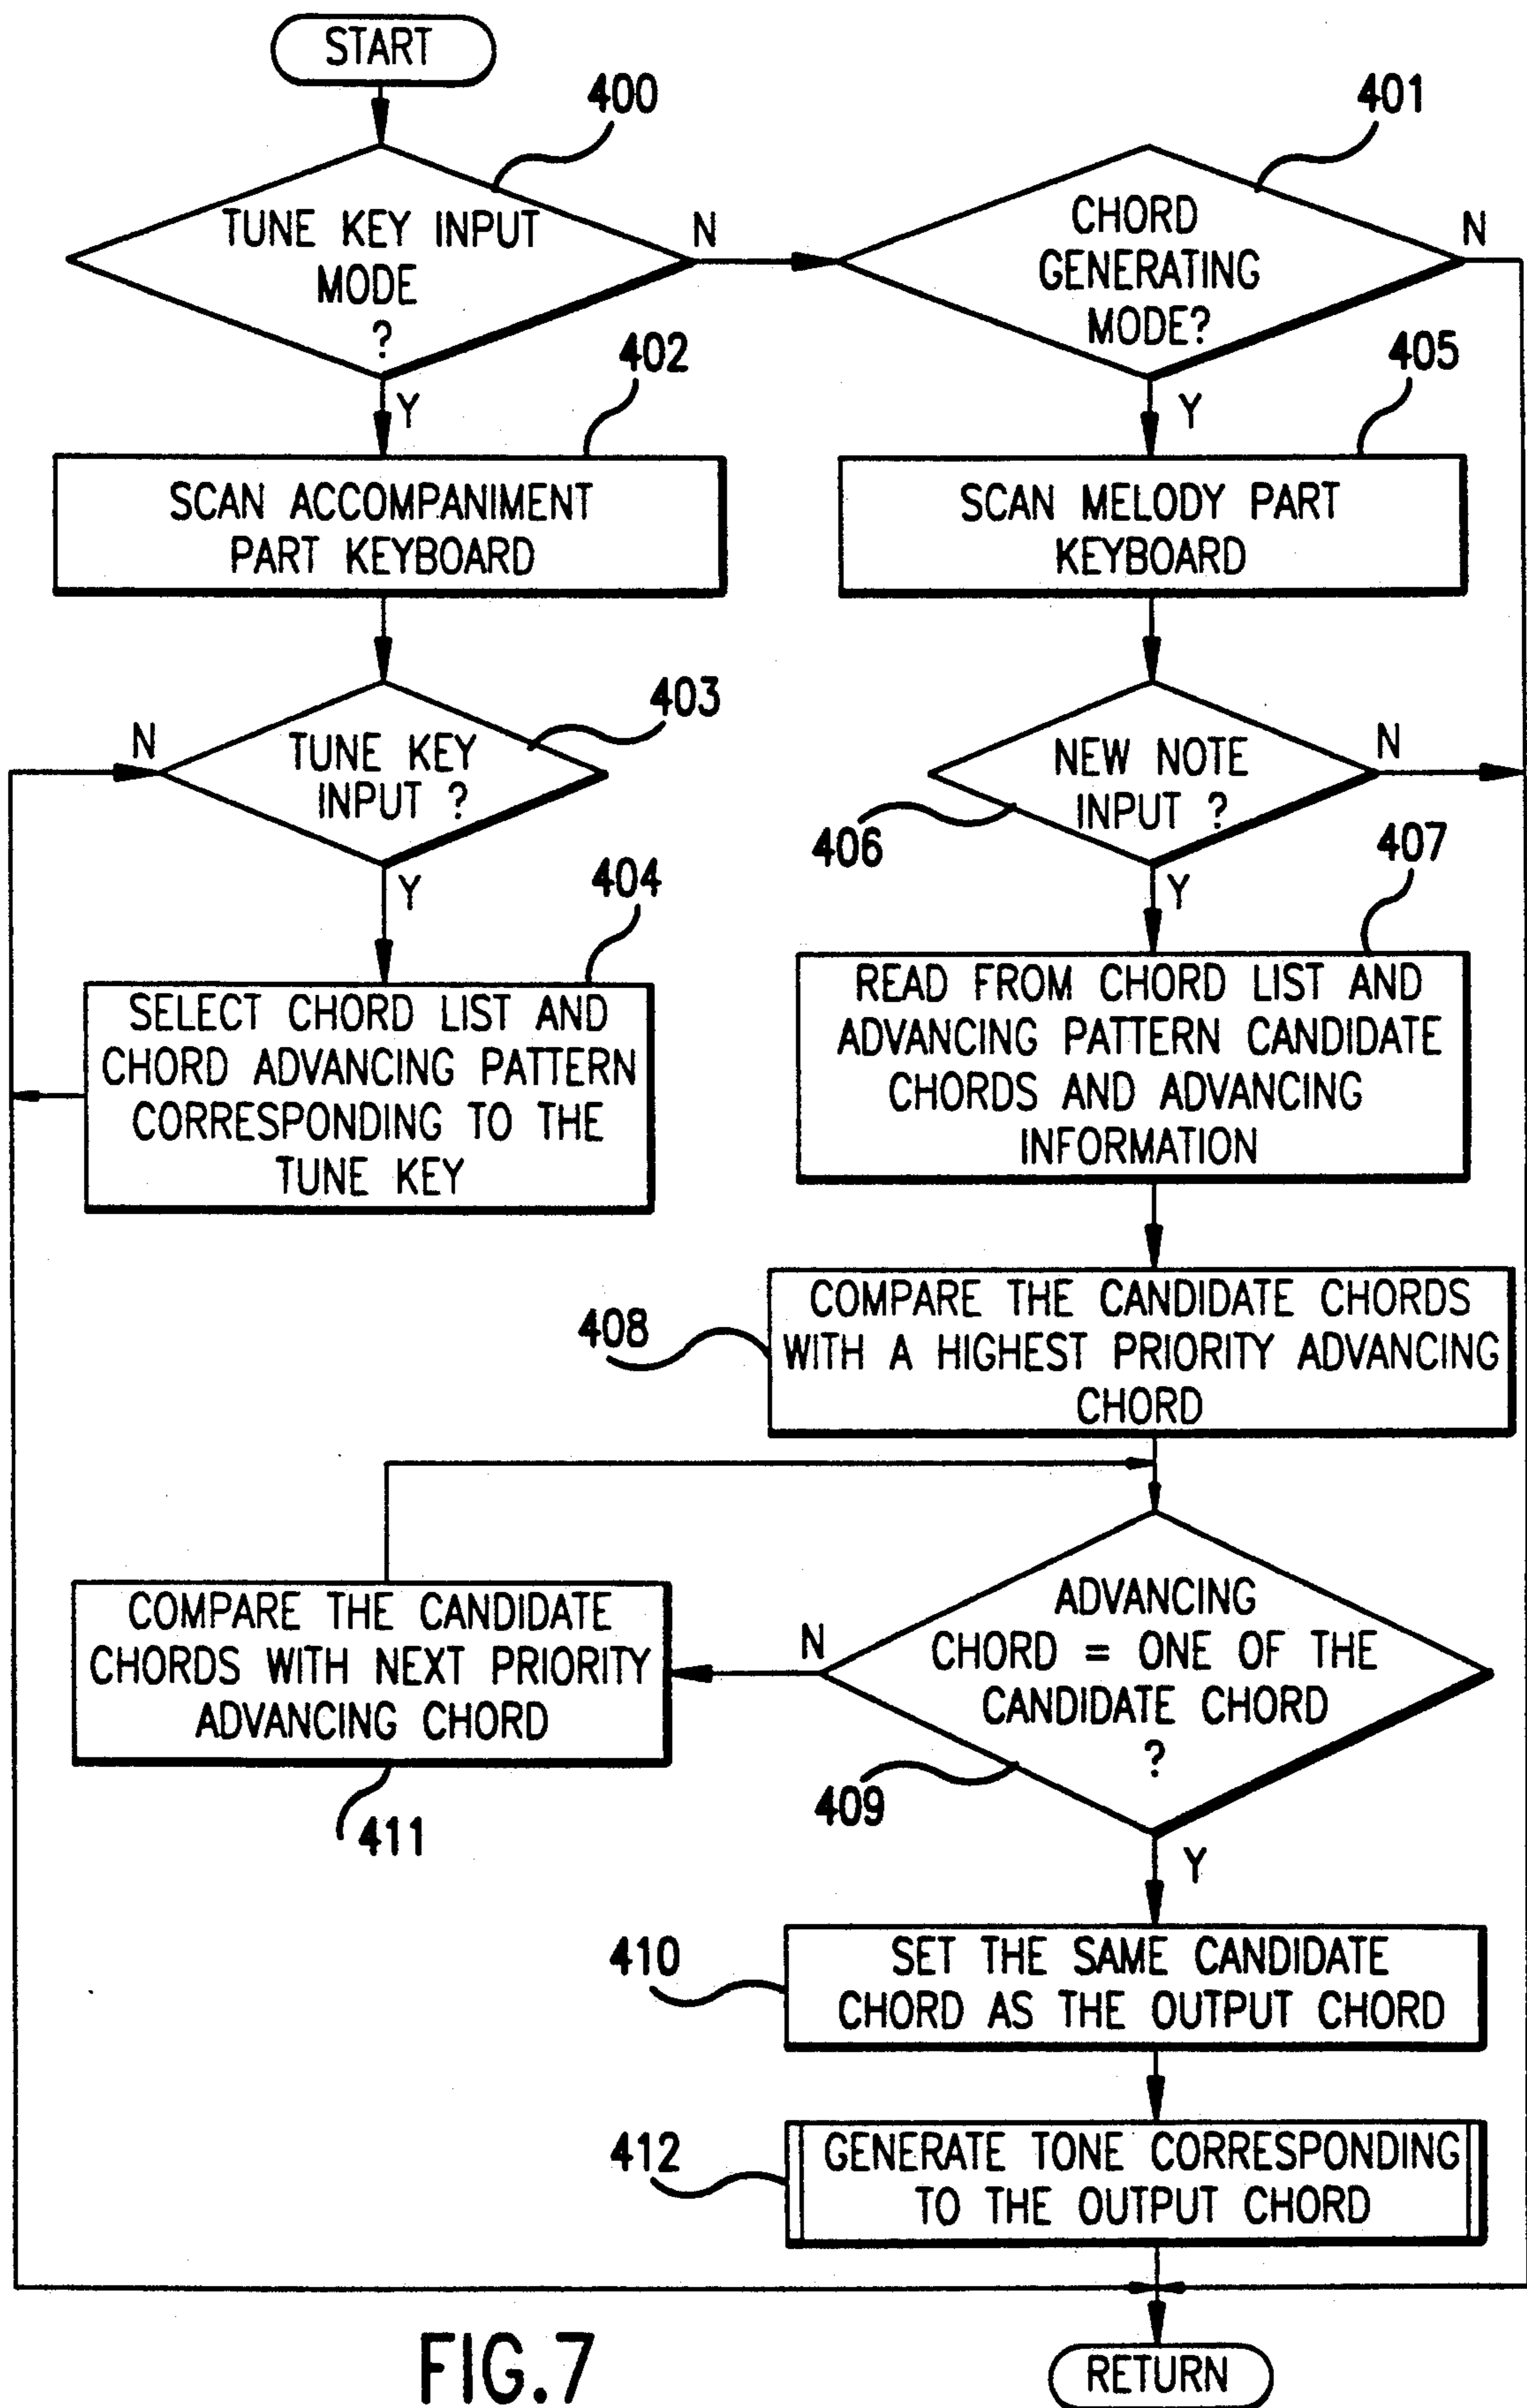 START
400
TUNE KEY INPUT
MODE
?
N
Y
401
CHORD
GENERATING
MODE?
N
Y
402
SCAN ACCOMPANIMENT
PART KEYBOARD
405
SCAN MELODY PART
KEYBOARD
403
N
TUNE KEY
INPUT ?
Y
406
NEW NOTE
INPUT ?
N
Y
404
SELECT CHORD LIST AND
CHORD ADVANCING PATTERN
CORRESPONDING TO THE
TUNE KEY
407
READ FROM CHORD LIST AND
ADVANCING PATTERN CANDIDATE
CHORDS AND ADVANCING
INFORMATION
408
COMPARE THE CANDIDATE CHORDS
WITH A HIGHEST PRIORITY ADVANCING
CHORD
COMPARE THE CANDIDATE
CHORDS WITH NEXT PRIORITY
ADVANCING CHORD
411
N
ADVANCING
CHORD = ONE OF THE
CANDIDATE CHORD
?
409
Y
410
SET THE SAME CANDIDATE
CHORD AS THE OUTPUT CHORD
412
GENERATE TONE CORRESPONDING
TO THE OUTPUT CHORD
RETURN
FIG.7